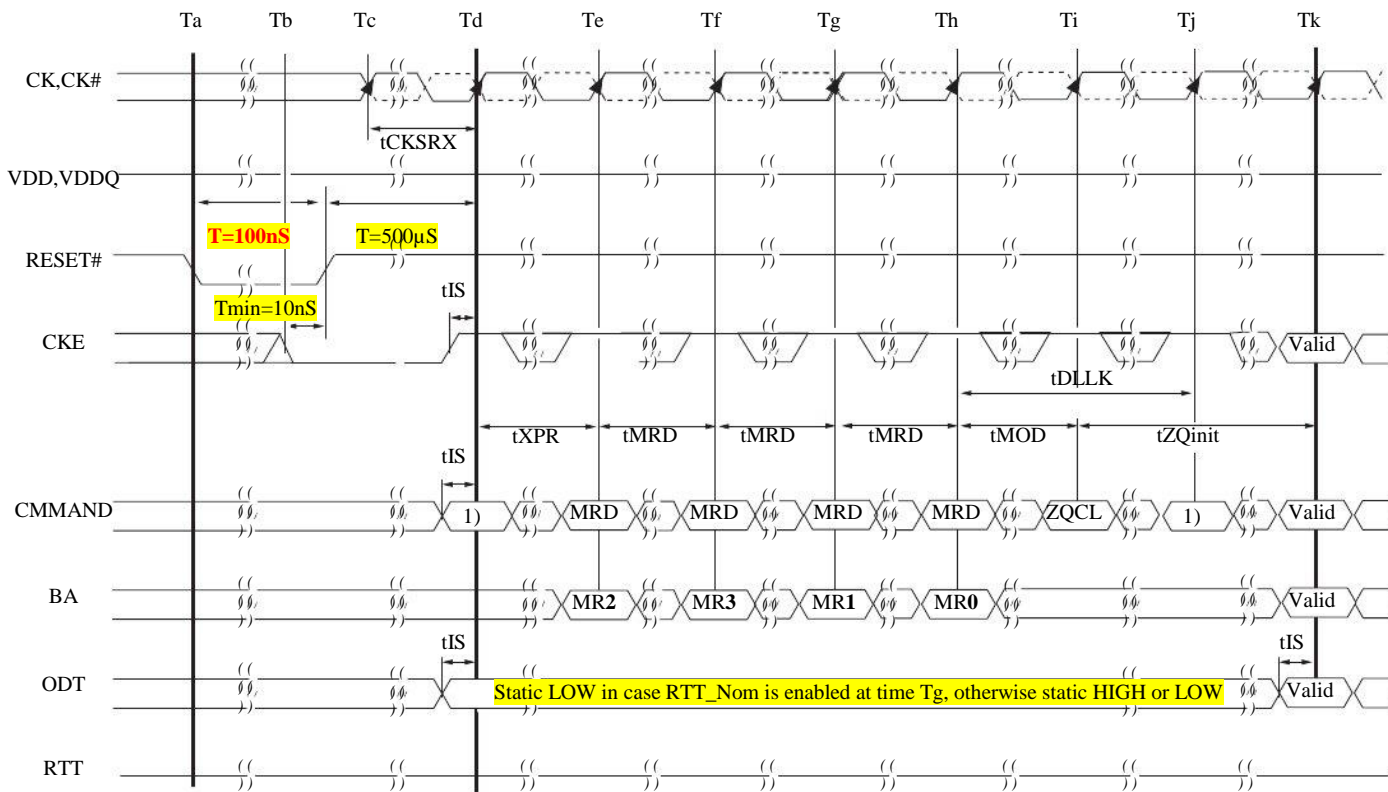 Ta Tb Tc Td Te Tf Tg Th Ti Tj Tk
CK,CK#
tCKSRX
VDD,VDDQ
T=100nS T=500µS
RESET#
Tmin=10nS tIS
CKE Valid
tDLLK
tXPR tMRD tMRD tMRD tMOD tZQinit
tIS
CMMAND 1) MRD MRD MRD MRD ZQCL 1) Valid
BA MR2 MR3 MR1 MR0 Valid
tIS tIS
ODT Static LOW in case RTT_Nom is enabled at time Tg, otherwise static HIGH or LOW Valid
RTT